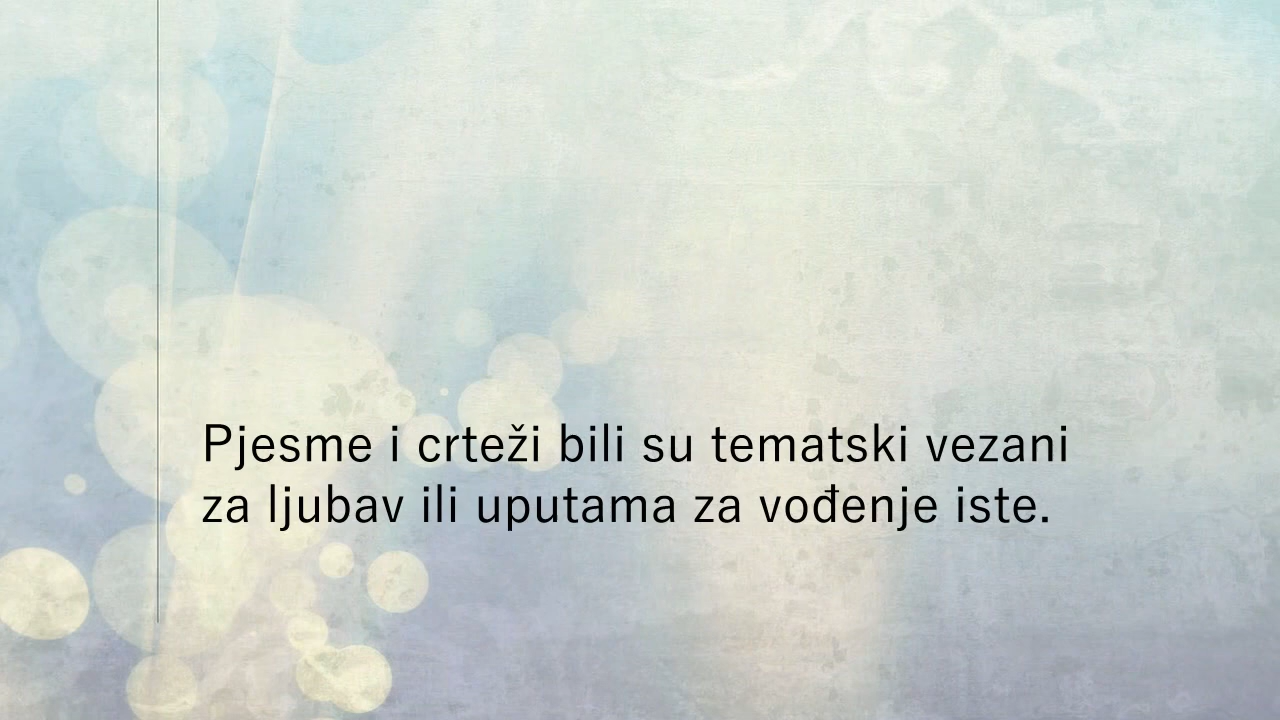 Pjesme i crteži bili su tematski vezani
za ljubav ili uputama za vođenje iste.